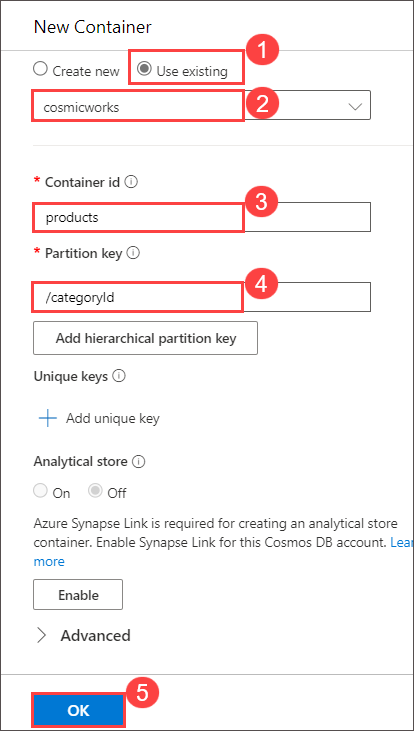 New Container
1
Create new Use existing
cosmicworks 2
* Container id
3
products
* Partition key
4
/categoryId
Add hierarchical partition key
Unique keys
Add unique key
Analytical store
On Off
Azure Synapse Link is required for creating an analytical store
container. Enable Synapse Link for this Cosmos DB account. Lear
more
Enable
Advanced
5
OK